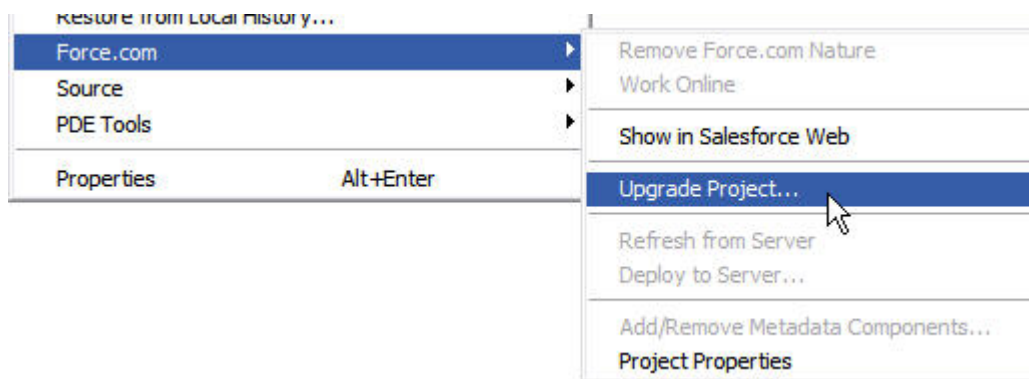 Restore from Local History...
Force.com
Source
PDE Tools
Properties Alt+Enter
Remove Force.com Nature
Work Online
Show in Salesforce Web
Upgrade Project...
Refresh from Server
Deploy to Server...
Add/Remove Metadata Components...
Project Properties